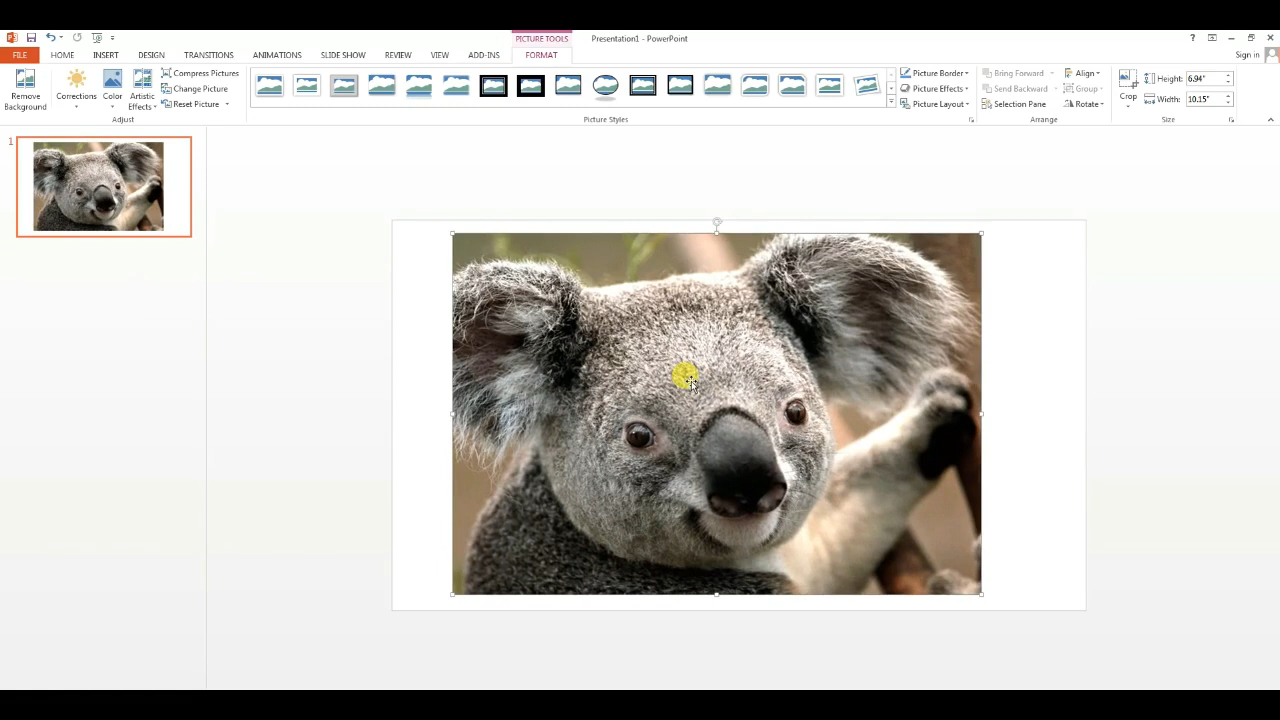 PICTURE TOOLS
Presentation1 - PowerPoint
?
Sign in
FILE HOME INSERT DESIGN TRANSITIONS ANIMATIONS SLIDE SHOW REVIEW VIEW ADD-INS FORMAT
Remove Background
Corrections
Color
Artistic Effects
Compress Pictures
Change Picture
Reset Picture
Adjust
Picture Styles
Picture Border
Picture Effects
Picture Layout
Bring Forward
Send Backward
Selection Pane
Align
Group
Rotate
Arrange
Crop
Height: 6.94"
Width: 10.15"
Size
1